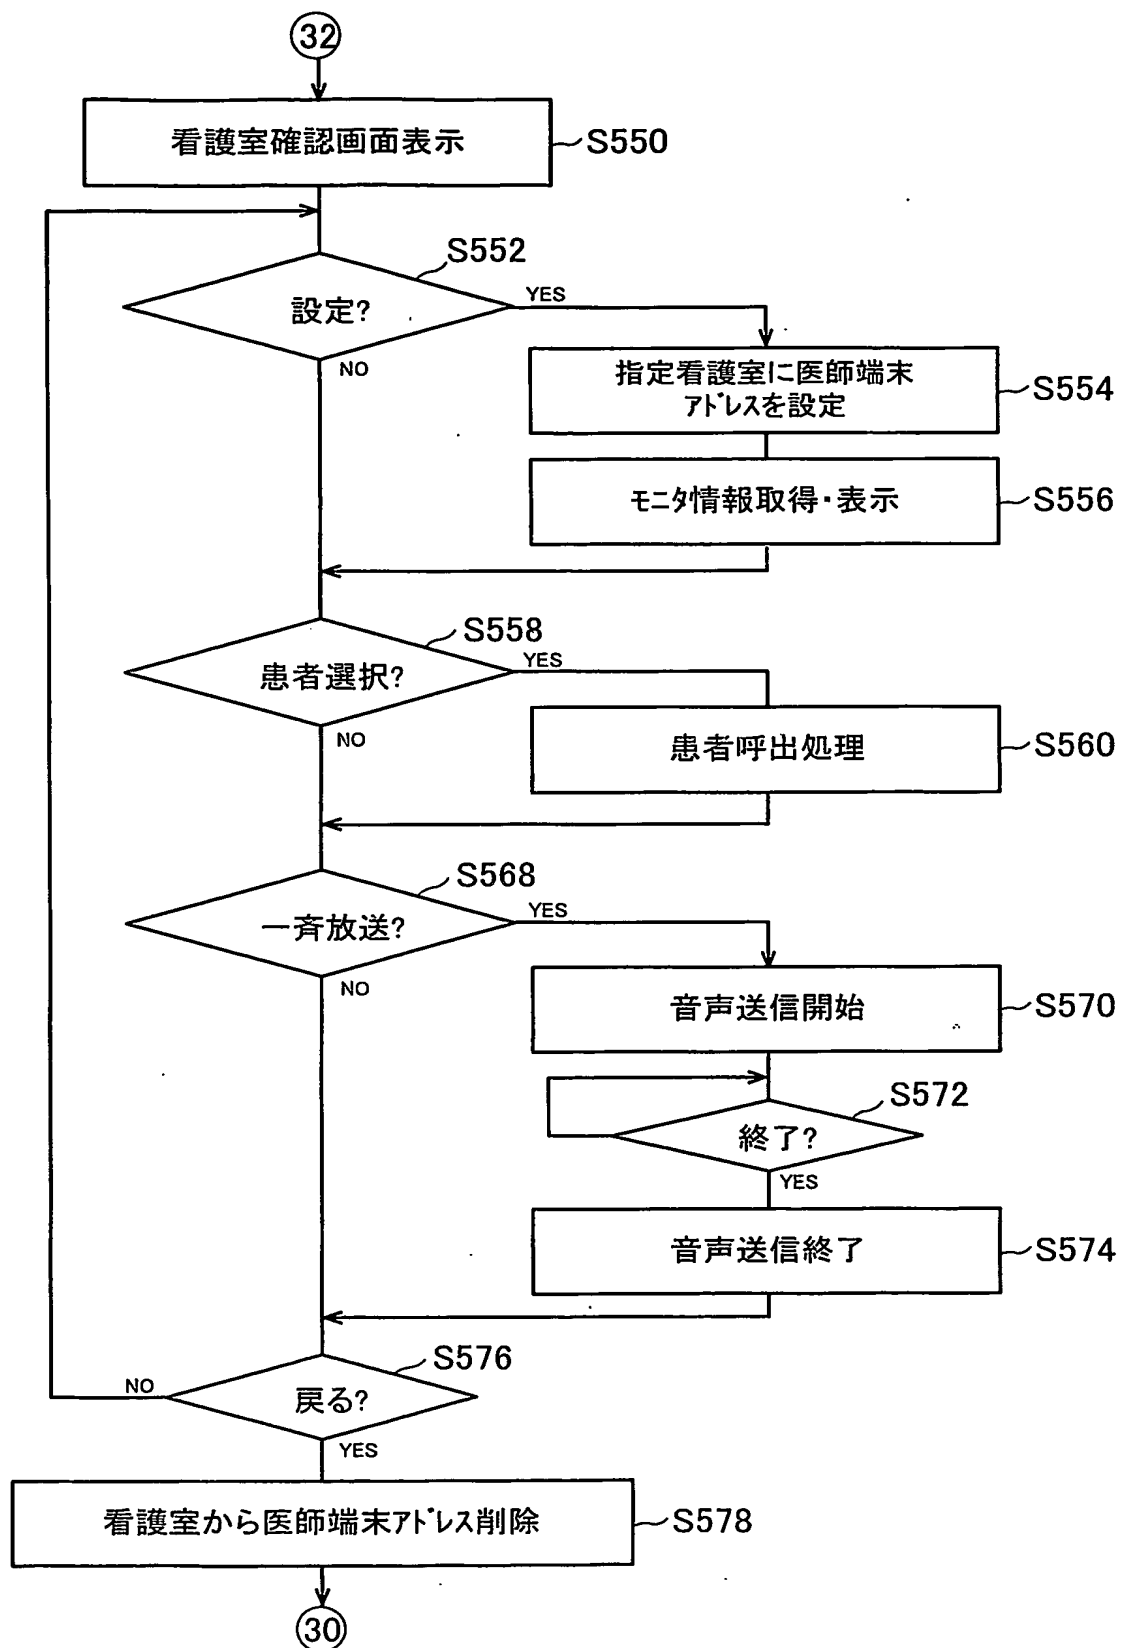 32
看護室確認画面表示
S550
S552
設定?
YES
NO
指定看護室に医師端末
ｱﾄﾞﾚｽを設定
S554
ﾓﾆﾀ情報取得・表示
S556
S558
患者選択?
YES
NO
患者呼出処理
S560
S568
一斉放送?
YES
NO
音声送信開始
S570
S572
終了?
YES
音声送信終了
S574
S576
戻る?
NO
YES
看護室から医師端末ｱﾄﾞﾚｽ削除
S578
30